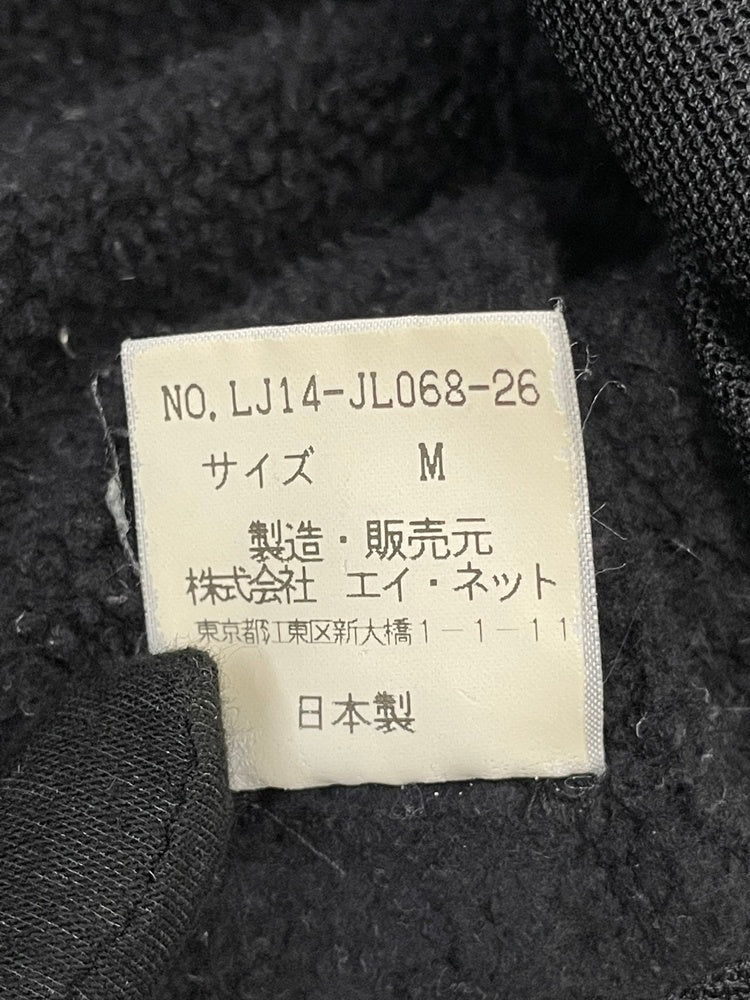 NO.LJ14-JL068-26
サイズ M
製造・販売元
株式会社 エイ・ネット
東京都江東区新大橋1-1-11
日本製